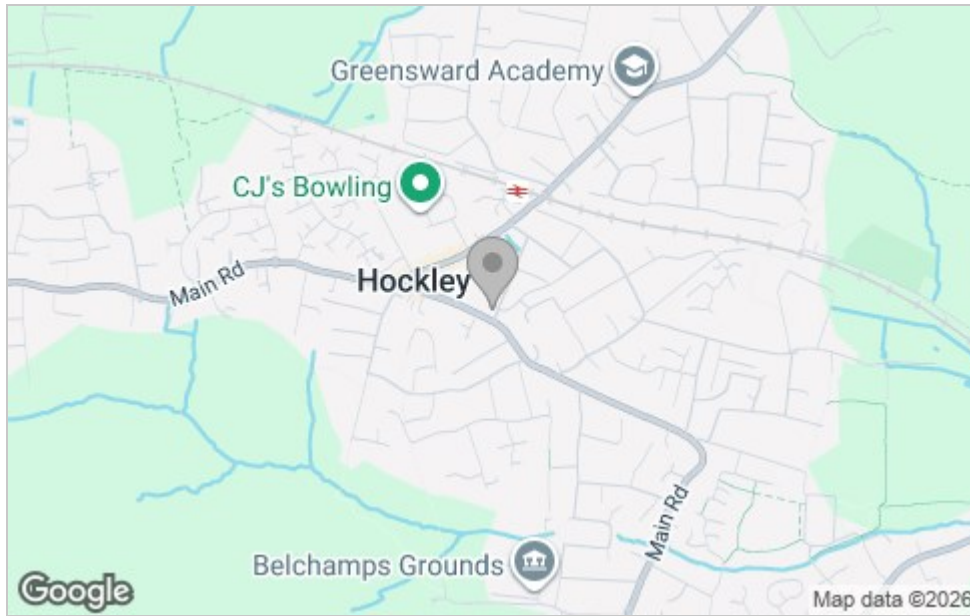 Greensward Academy
CJ's Bowling
Main Rd
Hockley
Main Rd
Belchamps Grounds
Google
Map data ©2026